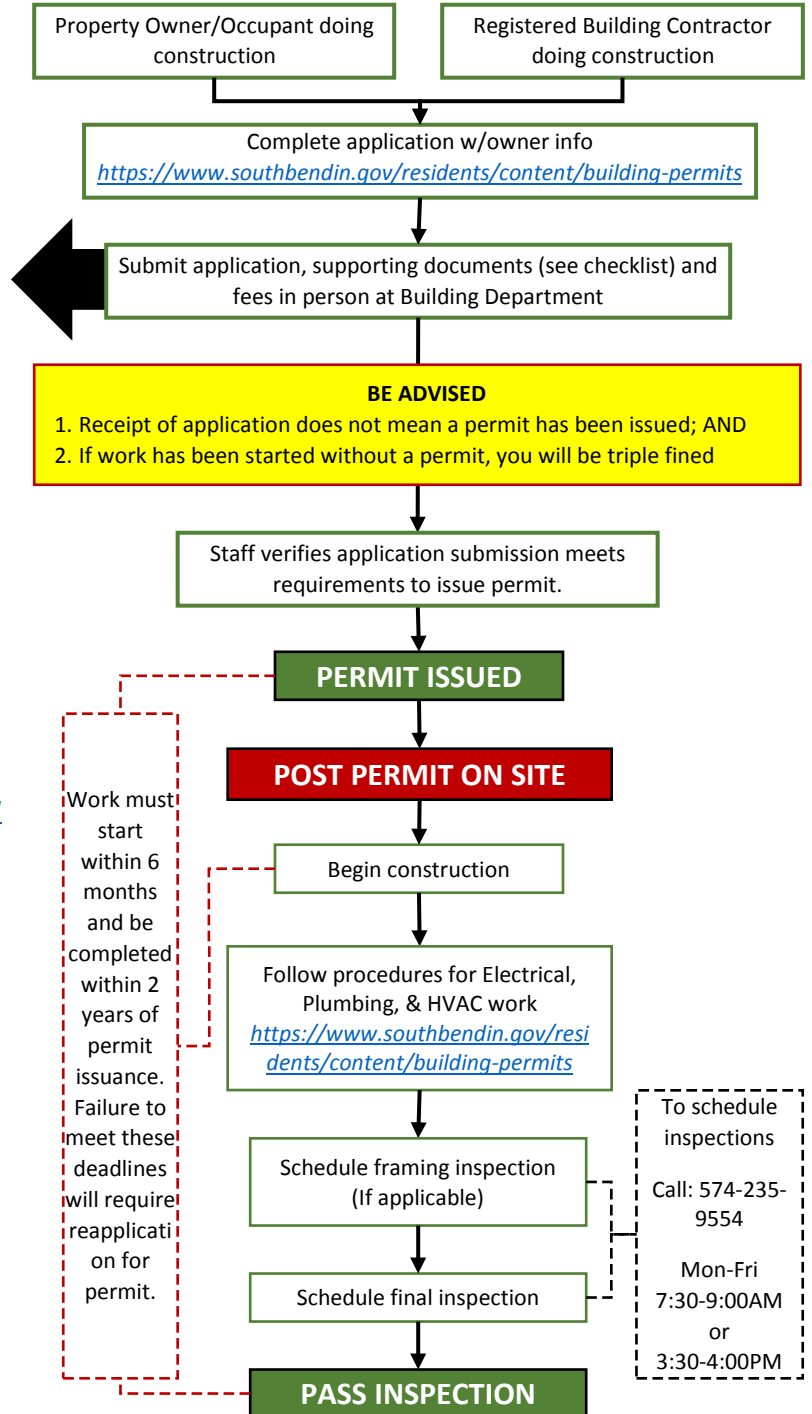 Property Owner/Occupant doing
construction
Registered Building Contractor
doing construction
Complete application w/owner info
https://www.southbendin.gov/residents/content/building-permits
Submit application, supporting documents (see checklist) and
fees in person at Building Department
BE ADVISED
1. Receipt of application does not mean a permit has been issued; AND
2. If work has been started without a permit, you will be triple fined
Staff verifies application submission meets
requirements to issue permit.
PERMIT ISSUED
POST PERMIT ON SITE
Work must
start
within 6
months
and be
completed
within 2
years of
permit
issuance.
Failure to
meet these
deadlines
will require
reapplicati
on for
permit.
Begin construction
Follow procedures for Electrical,
Plumbing, & HVAC work
https://www.southbendin.gov/resi
dents/content/building-permits
Schedule framing inspection
(If applicable)
Schedule final inspection
To schedule
inspections
Call: 574-235-
9554
Mon-Fri
7:30-9:00AM
or
3:30-4:00PM
PASS INSPECTION